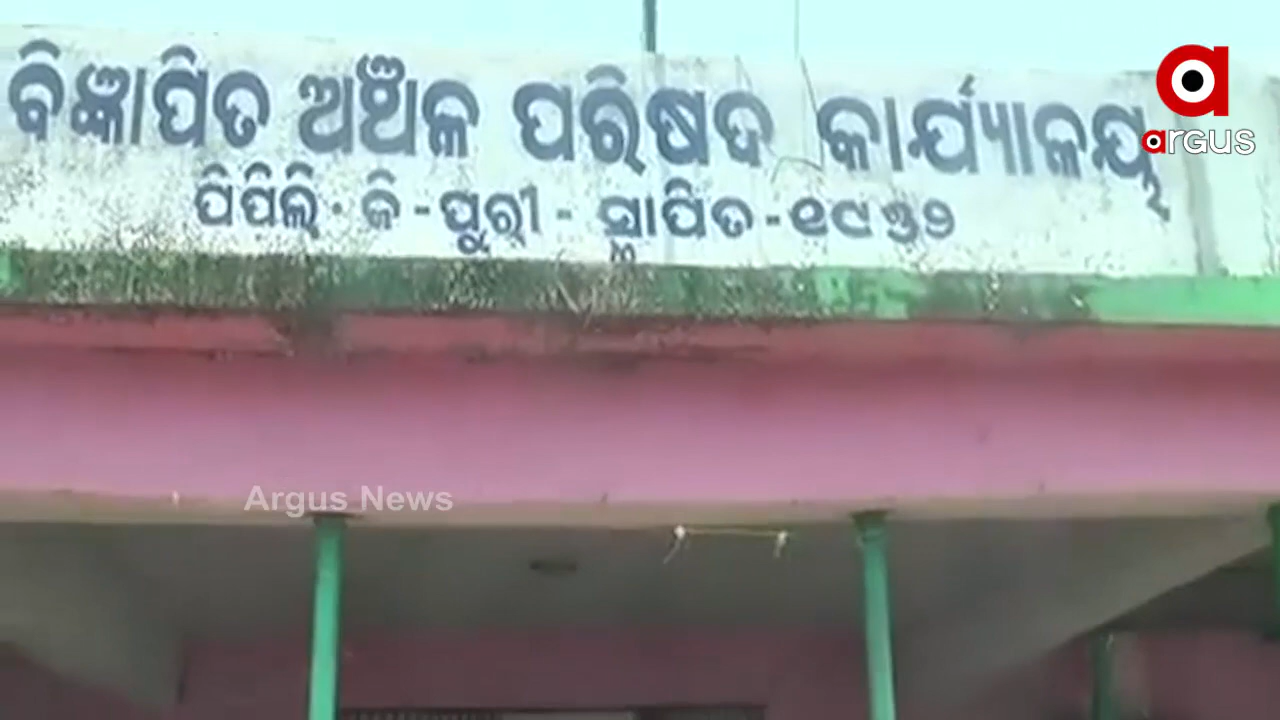 ବିଜ୍ଞାପିତ ଅଞ୍ଚଳ ପରିଷଦ କାର୍ଯ୍ୟାଳୟ
ପିପିଲି. ଜି - ପୁରୀ - ସ୍ଥାପିତ - ୧୯୭୨
argus
Argus News